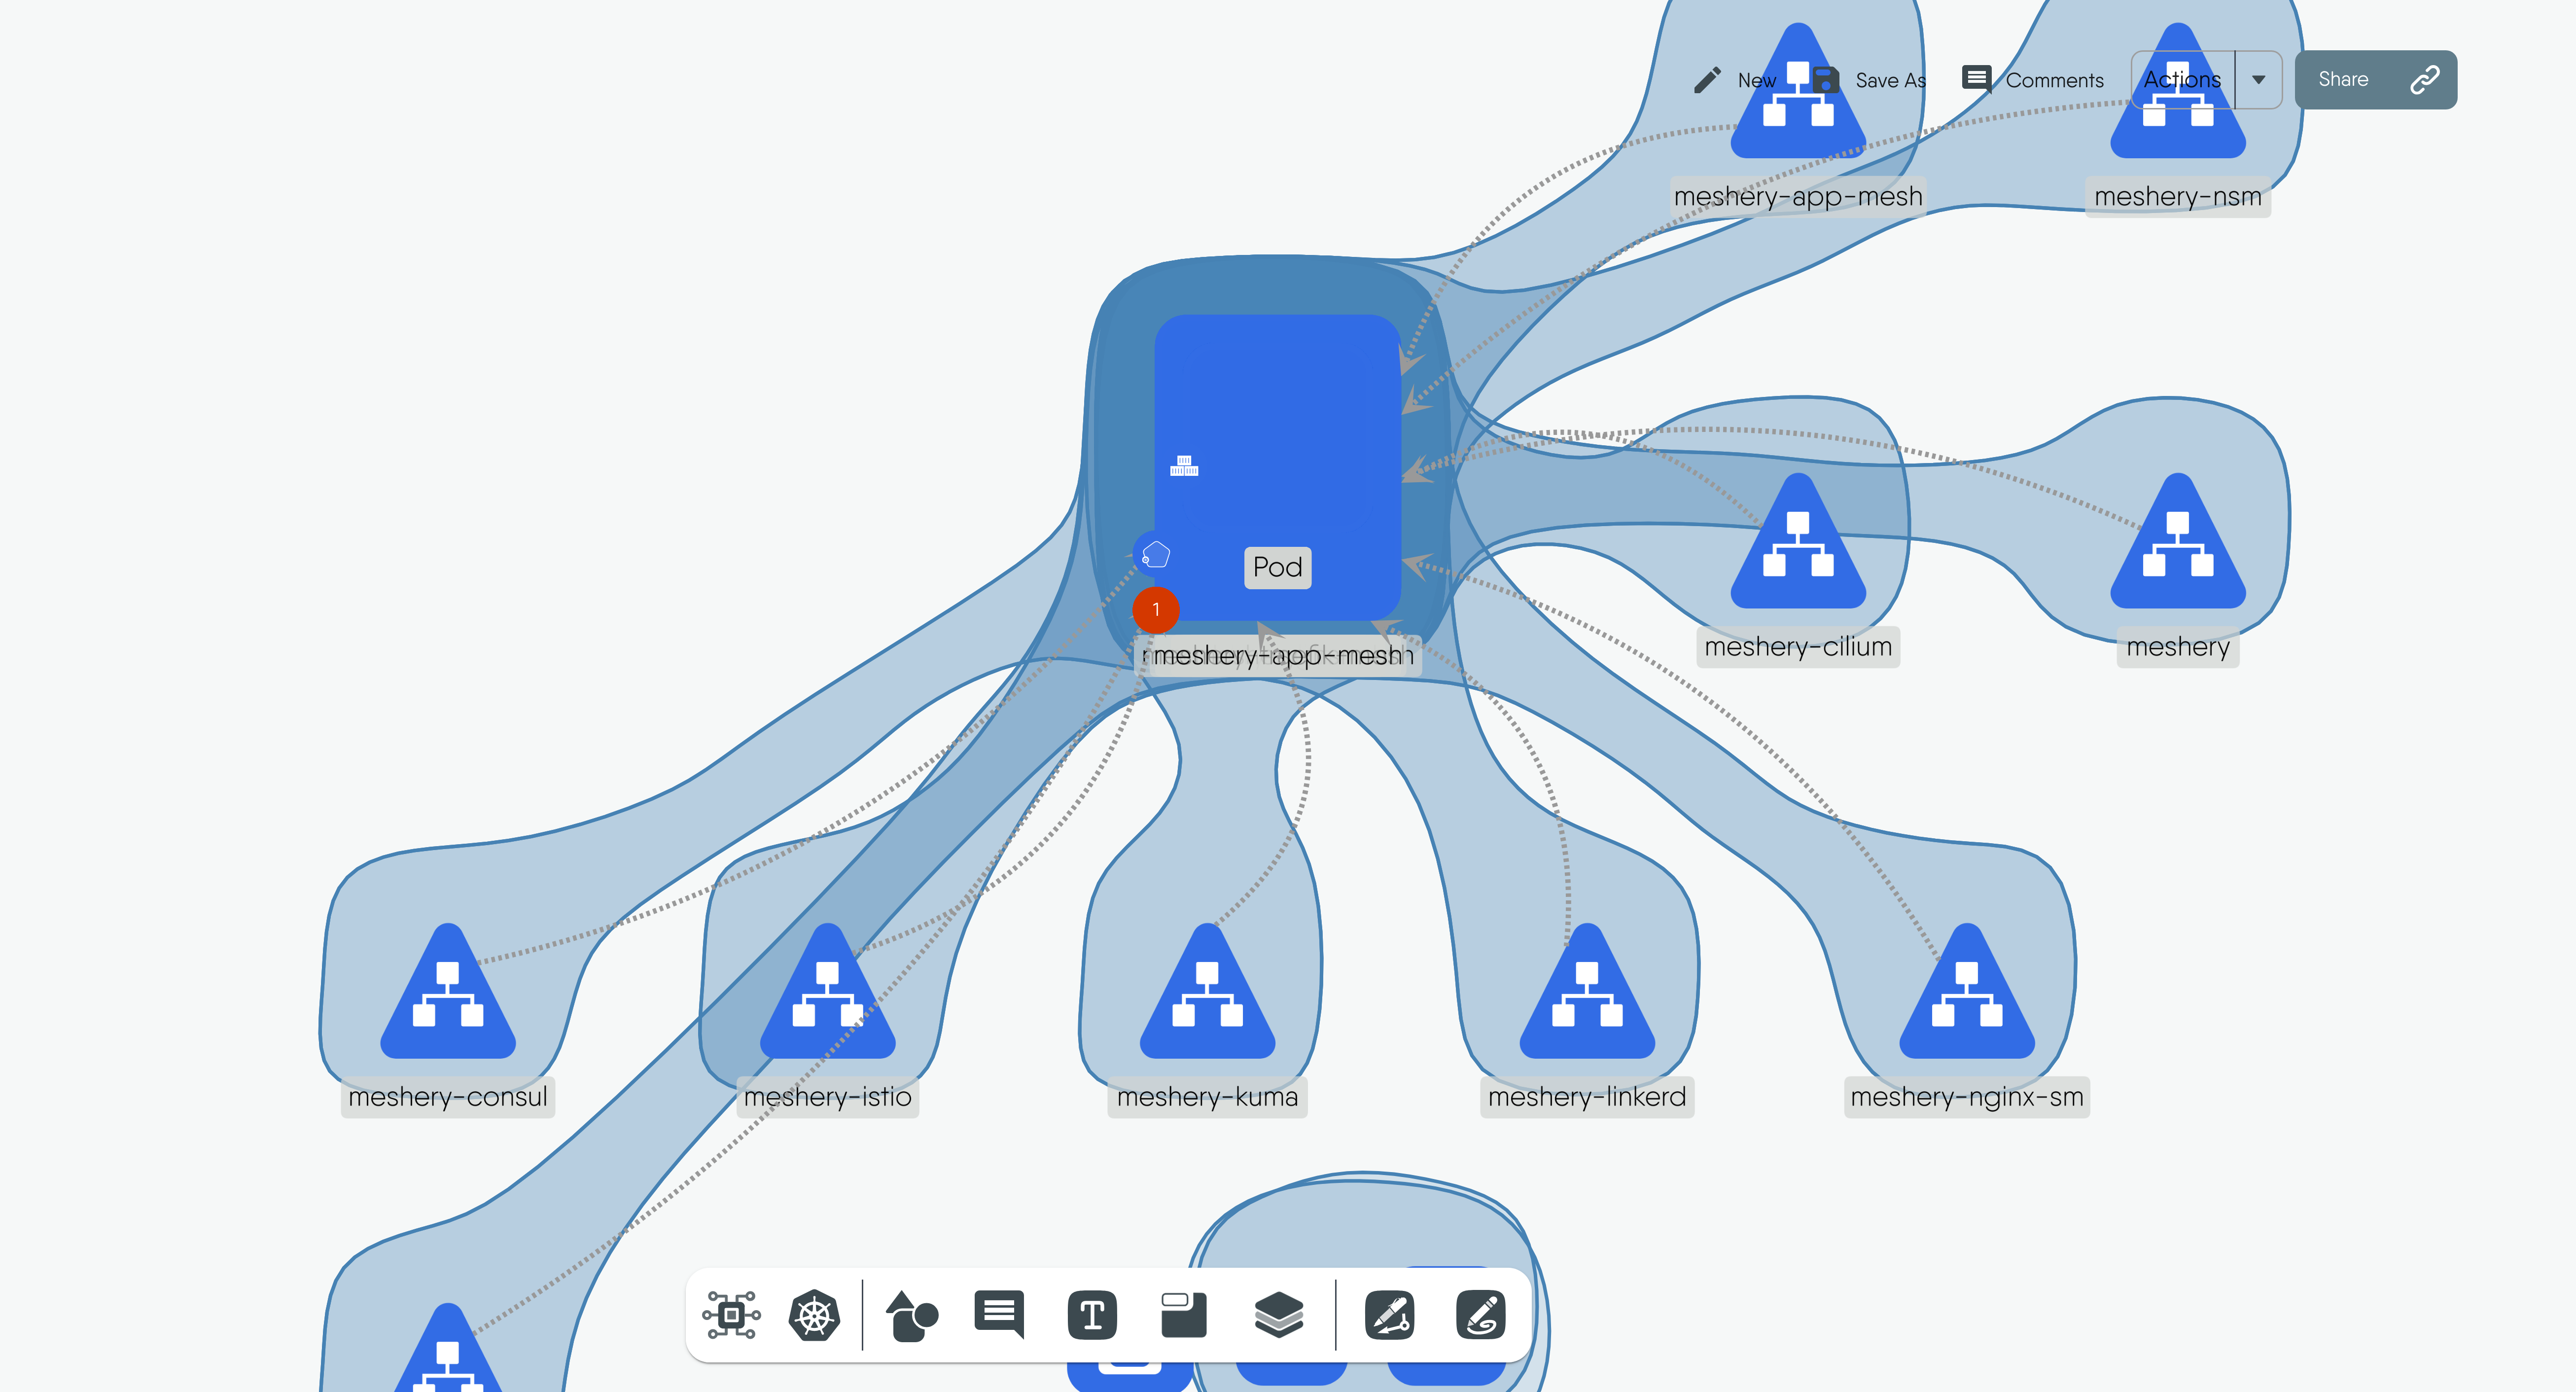 New
Save As
Comments
Actions
Share
meshery-app-mesh
meshery-nsm
Pod
1
meshery-app-mesh
meshery-cilium
meshery
meshery-consul
meshery-istio
meshery-kuma
meshery-linkerd
meshery-nginx-sm
T